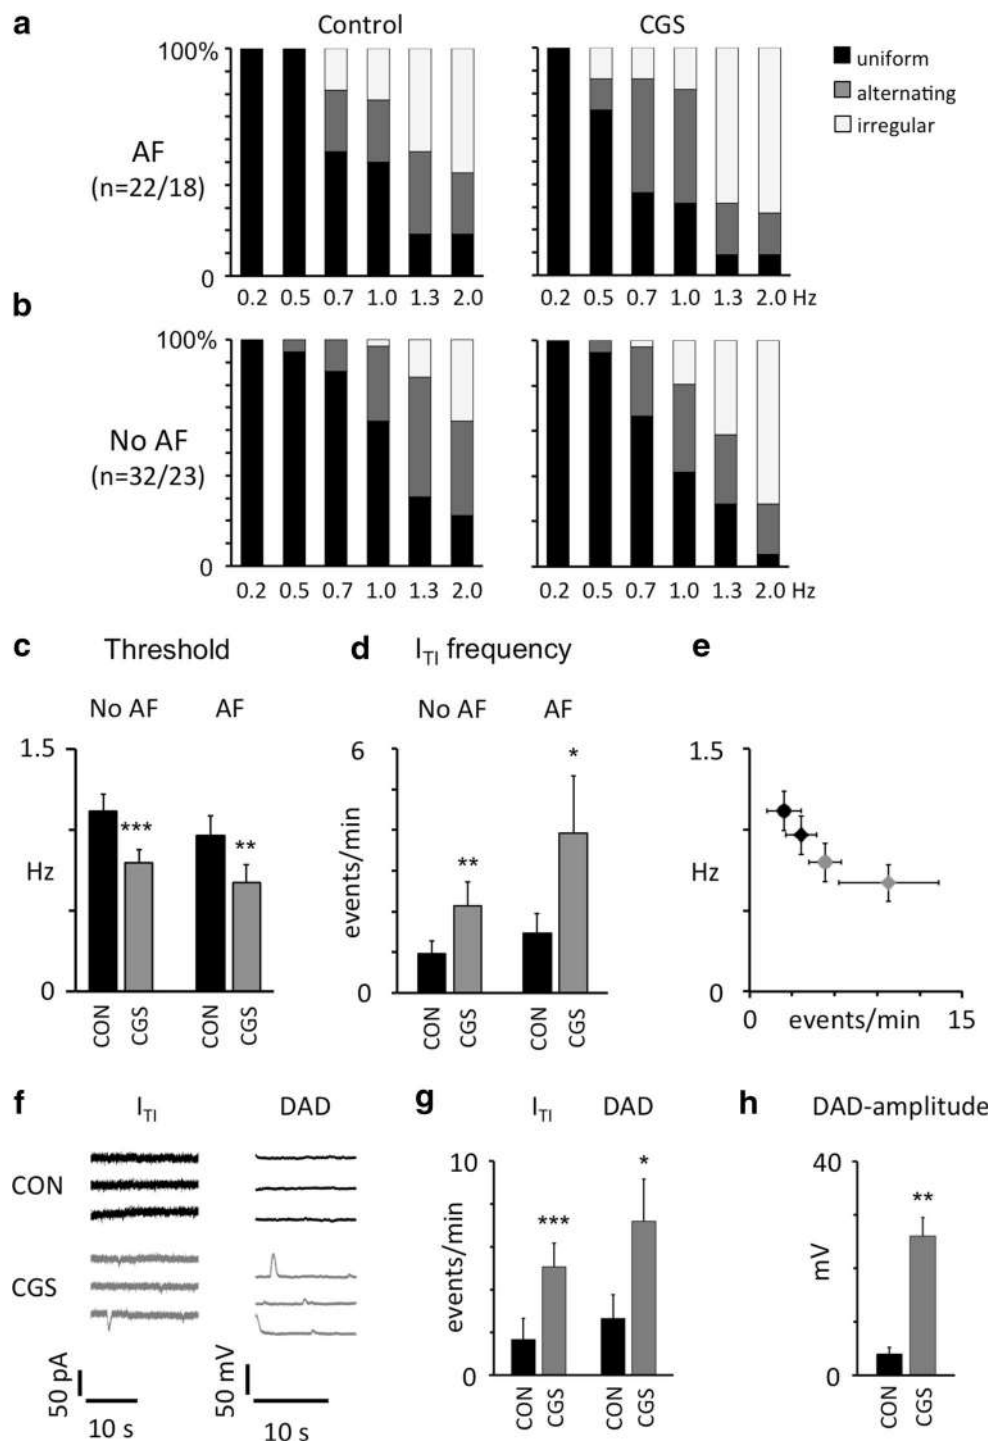 a
Control
CGS
100%
0
AF
(n=22/18)
uniform
alternating
irregular
0.2 0.5 0.7 1.0 1.3 2.0
0.2 0.5 0.7 1.0 1.3 2.0 Hz
b
100%
0
No AF
(n=32/23)
0.2 0.5 0.7 1.0 1.3 2.0
0.2 0.5 0.7 1.0 1.3 2.0 Hz
c
Threshold
No AF AF
1.5
Hz
0
***
**
CON CGS CON CGS
d
I_TI frequency
No AF AF
6
events/min
0
**
*
CON CGS CON CGS
e
1.5
Hz
0
0 events/min 15
f
I_TI DAD
CON
CGS
50 pA
10 s
50 mV
10 s
g
I_TI DAD
10
events/min
0
***
*
CON CGS CON CGS
h
DAD-amplitude
40
mV
0
**
CON CGS